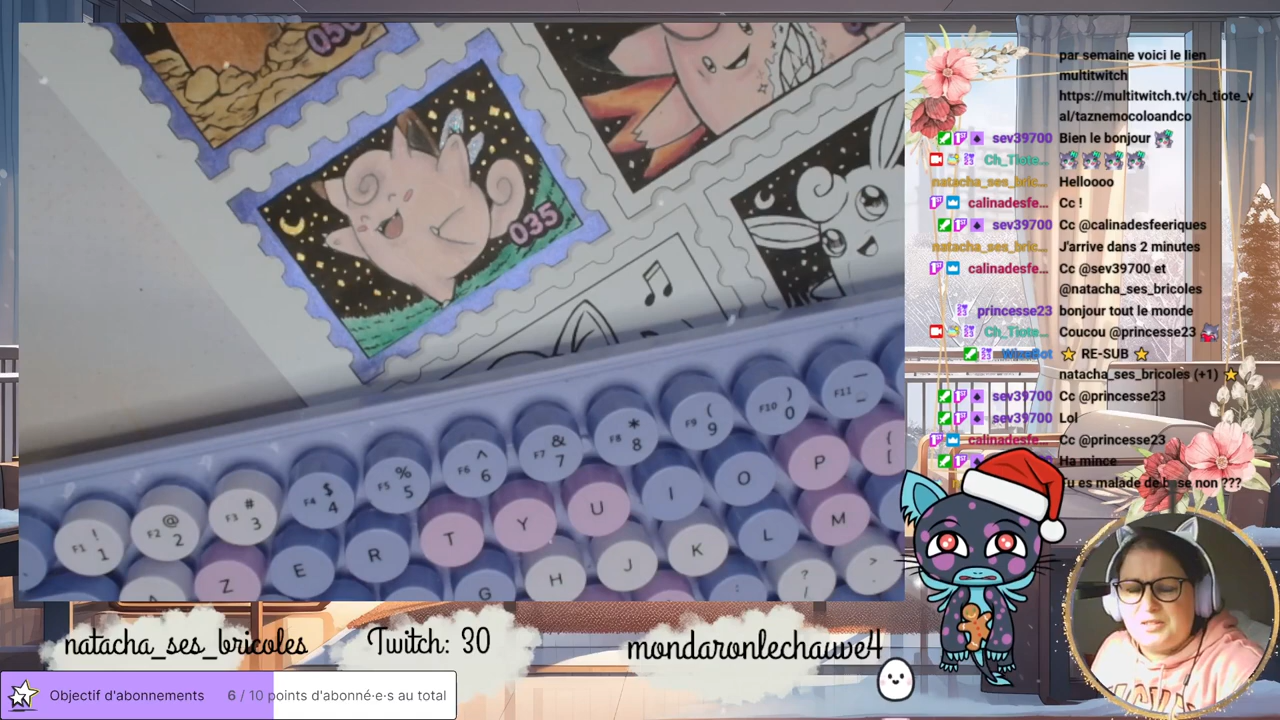 par semaine voici le lien
multitwitch
https://multitwitch.tv/ch_tiote_v
al/taznemocoloandco
sev39700 Bien le bonjour
Ch_Tiote...
natacha_ses_bric... Helloooo
calinadesfe... Cc !
sev39700 Cc @calinadesfeeriques
natacha_ses_bric... J'arrive dans 2 minutes
calinadesfe... Cc @sev39700 et
@natacha_ses_bricoles
princesse23 bonjour tout le monde
Ch_Tiote... Coucou @princesse23
WizeBot ⭐ RE-SUB ⭐
natacha_ses_bricoles (+1) ⭐
sev39700 Cc @princesse23
sev39700 Lol
calinadesfe... Cc @princesse23
Ha mince
Tu es malade de base non ???
035
F1 ! 1
F2 @ 2
F3 # 3
F4 $ 4
F5 % 5
F6 ^ 6
F7 & 7
F8 * 8
F9 ( 9
F10 ) 0
F11 _
{ [
E R T Y U I O P
Z G H J K L M
? /
>
:
natacha_ses_bricoles
Twitch: 30
mondaronlechauve4
Objectif d'abonnements 6 / 10 points d'abonné·e·s au total